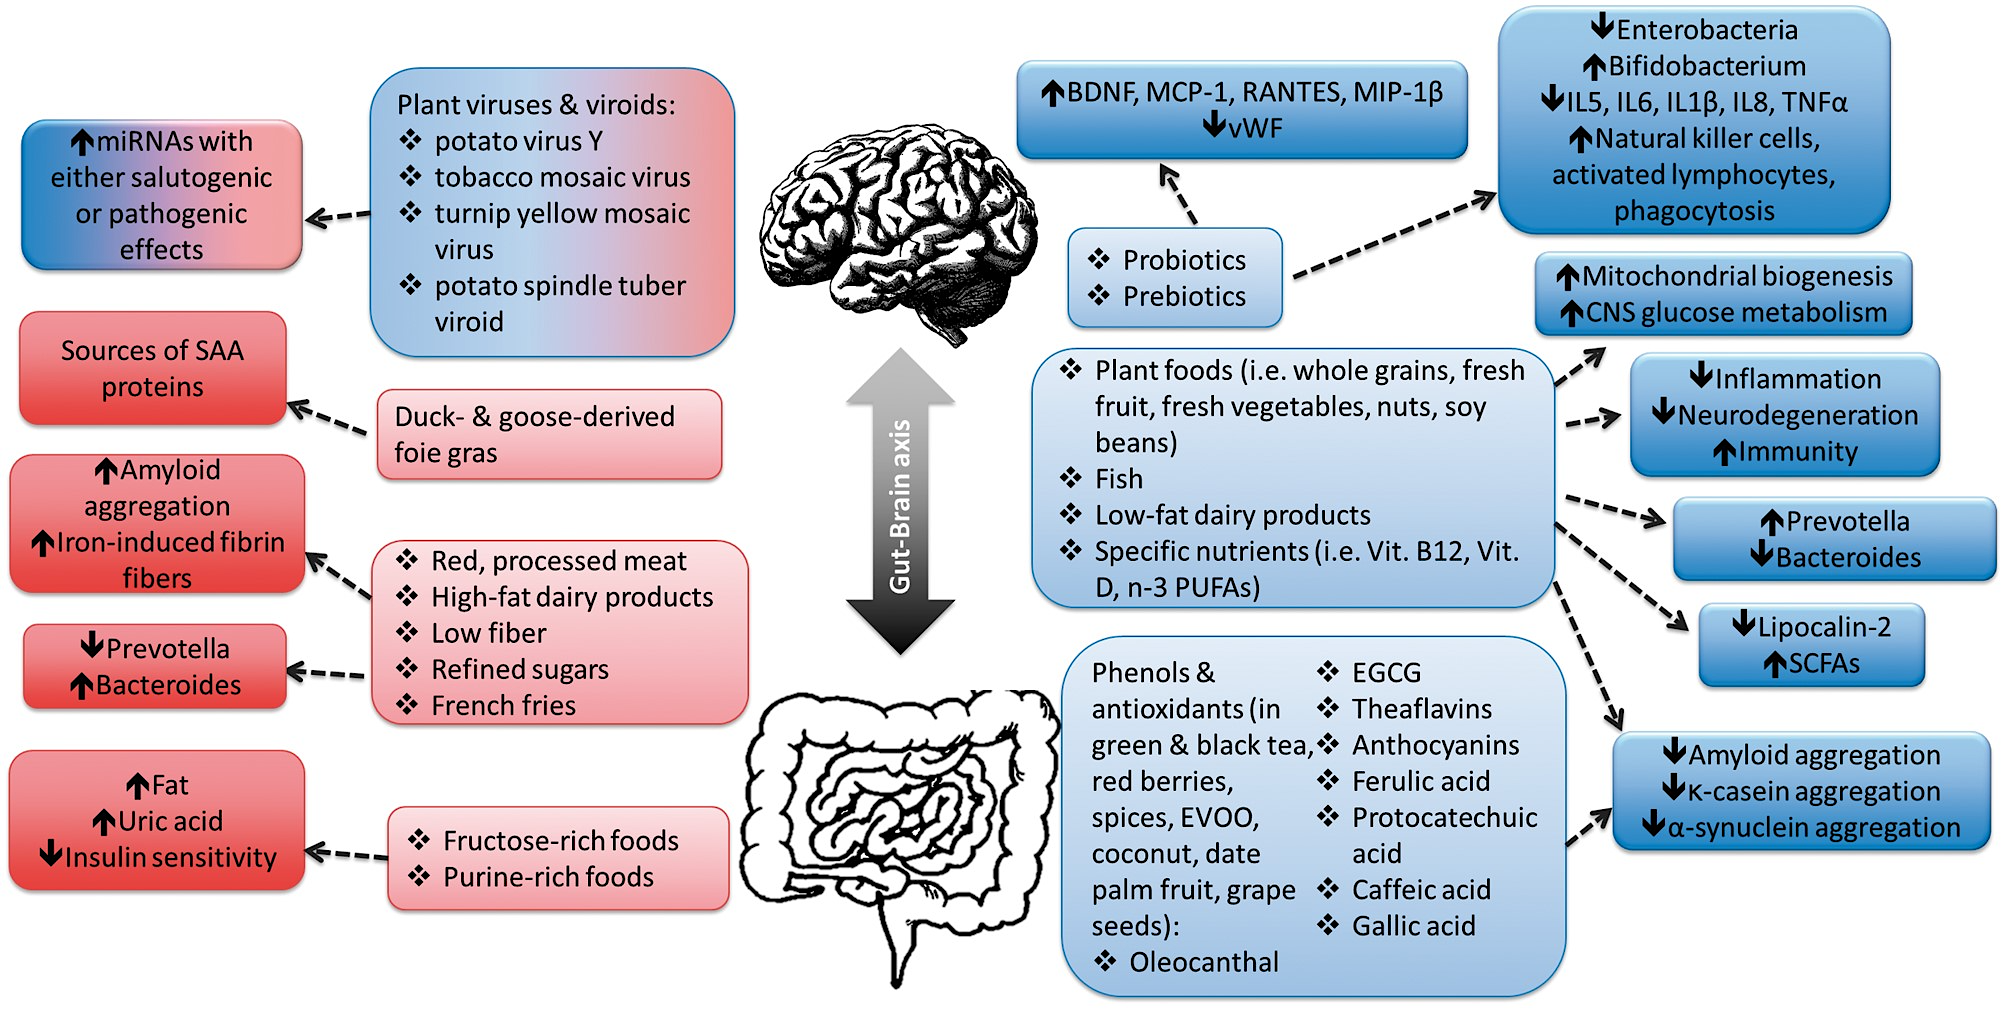 ↑miRNAs with
either salutogenic
or pathogenic
effects
Plant viruses & viroids:
❖ potato virus Y
❖ tobacco mosaic virus
❖ turnip yellow mosaic
virus
❖ potato spindle tuber
viroid
Sources of SAA
proteins
Duck- & goose-derived
foie gras
↑Amyloid
aggregation
↑Iron-induced fibrin
fibers
❖ Red, processed meat
❖ High-fat dairy products
❖ Low fiber
❖ Refined sugars
❖ French fries
↓Prevotella
↑Bacteroides
↑Fat
↑Uric acid
↓Insulin sensitivity
❖ Fructose-rich foods
❖ Purine-rich foods
Gut-Brain axis
↑BDNF, MCP-1, RANTES, MIP-1β
↓vWF
↓Enterobacteria
↑Bifidobacterium
↓IL5, IL6, IL1β, IL8, TNFα
↑Natural killer cells,
activated lymphocytes,
phagocytosis
❖ Probiotics
❖ Prebiotics
↑Mitochondrial biogenesis
↑CNS glucose metabolism
❖ Plant foods (i.e. whole grains, fresh
fruit, fresh vegetables, nuts, soy
beans)
❖ Fish
❖ Low-fat dairy products
❖ Specific nutrients (i.e. Vit. B12, Vit.
D, n-3 PUFAs)
↓Inflammation
↓Neurodegeneration
↑Immunity
↑Prevotella
↓Bacteroides
↓Lipocalin-2
↑SCFAs
Phenols &
antioxidants (in
green & black tea,
red berries,
spices, EVOO,
coconut, date
palm fruit, grape
seeds):
❖ Oleocanthal
❖ EGCG
❖ Theaflavins
❖ Anthocyanins
❖ Ferulic acid
❖ Protocatechuic
acid
❖ Caffeic acid
❖ Gallic acid
↓Amyloid aggregation
↓κ-casein aggregation
↓α-synuclein aggregation